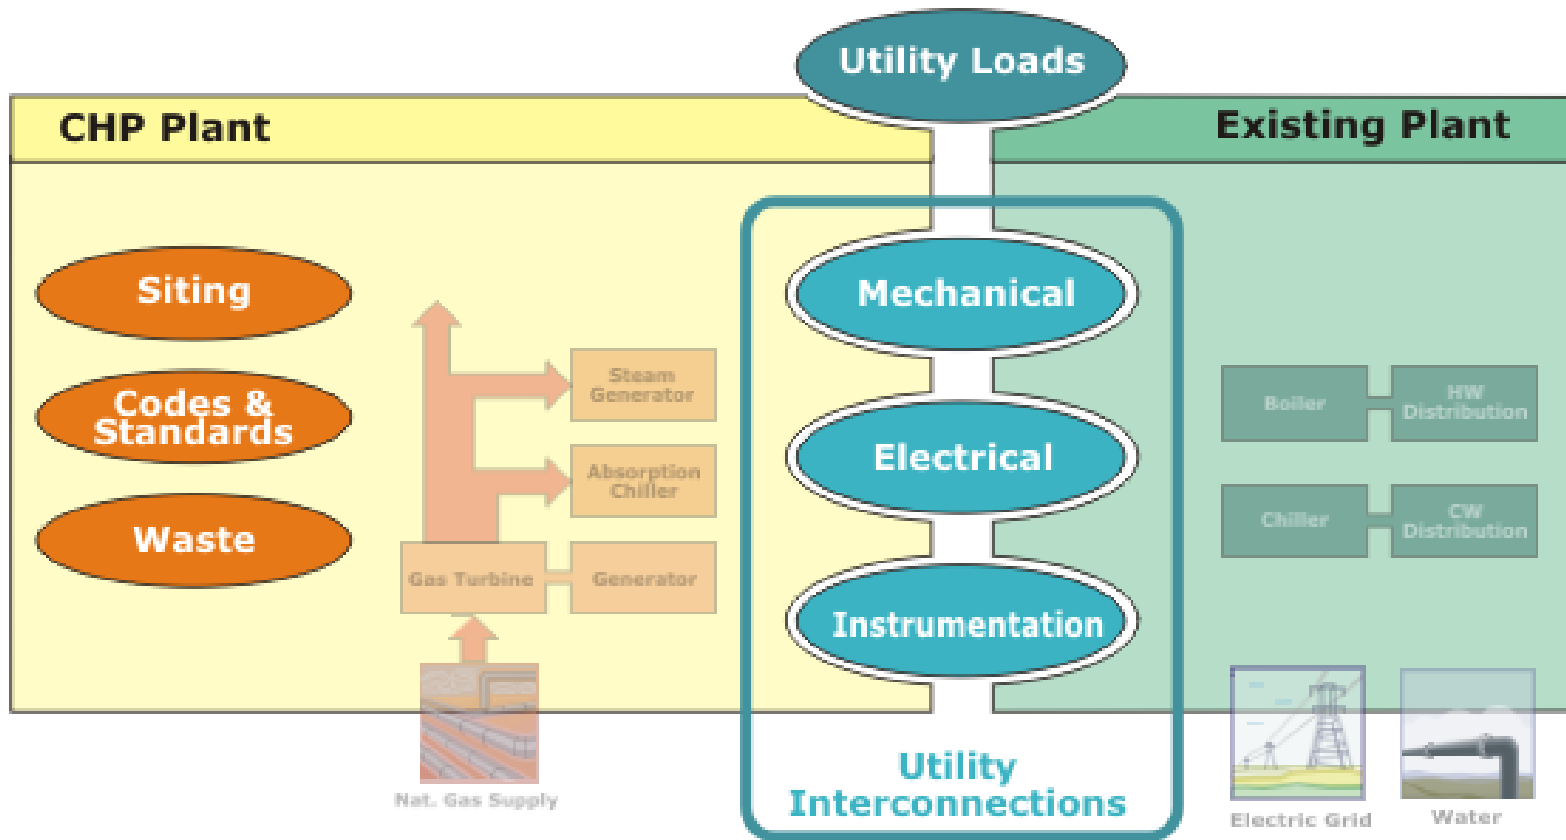 Utility Loads
CHP Plant
Existing Plant
Siting
Codes &
Standards
Waste
Steam
Generator
Absorption
Chiller
Gas Turbine
Generator
Nat. Gas Supply
Mechanical
Electrical
Instrumentation
Utility
Interconnections
Boiler
HW
Distribution
Chiller
CW
Distribution
Electric Grid
Water